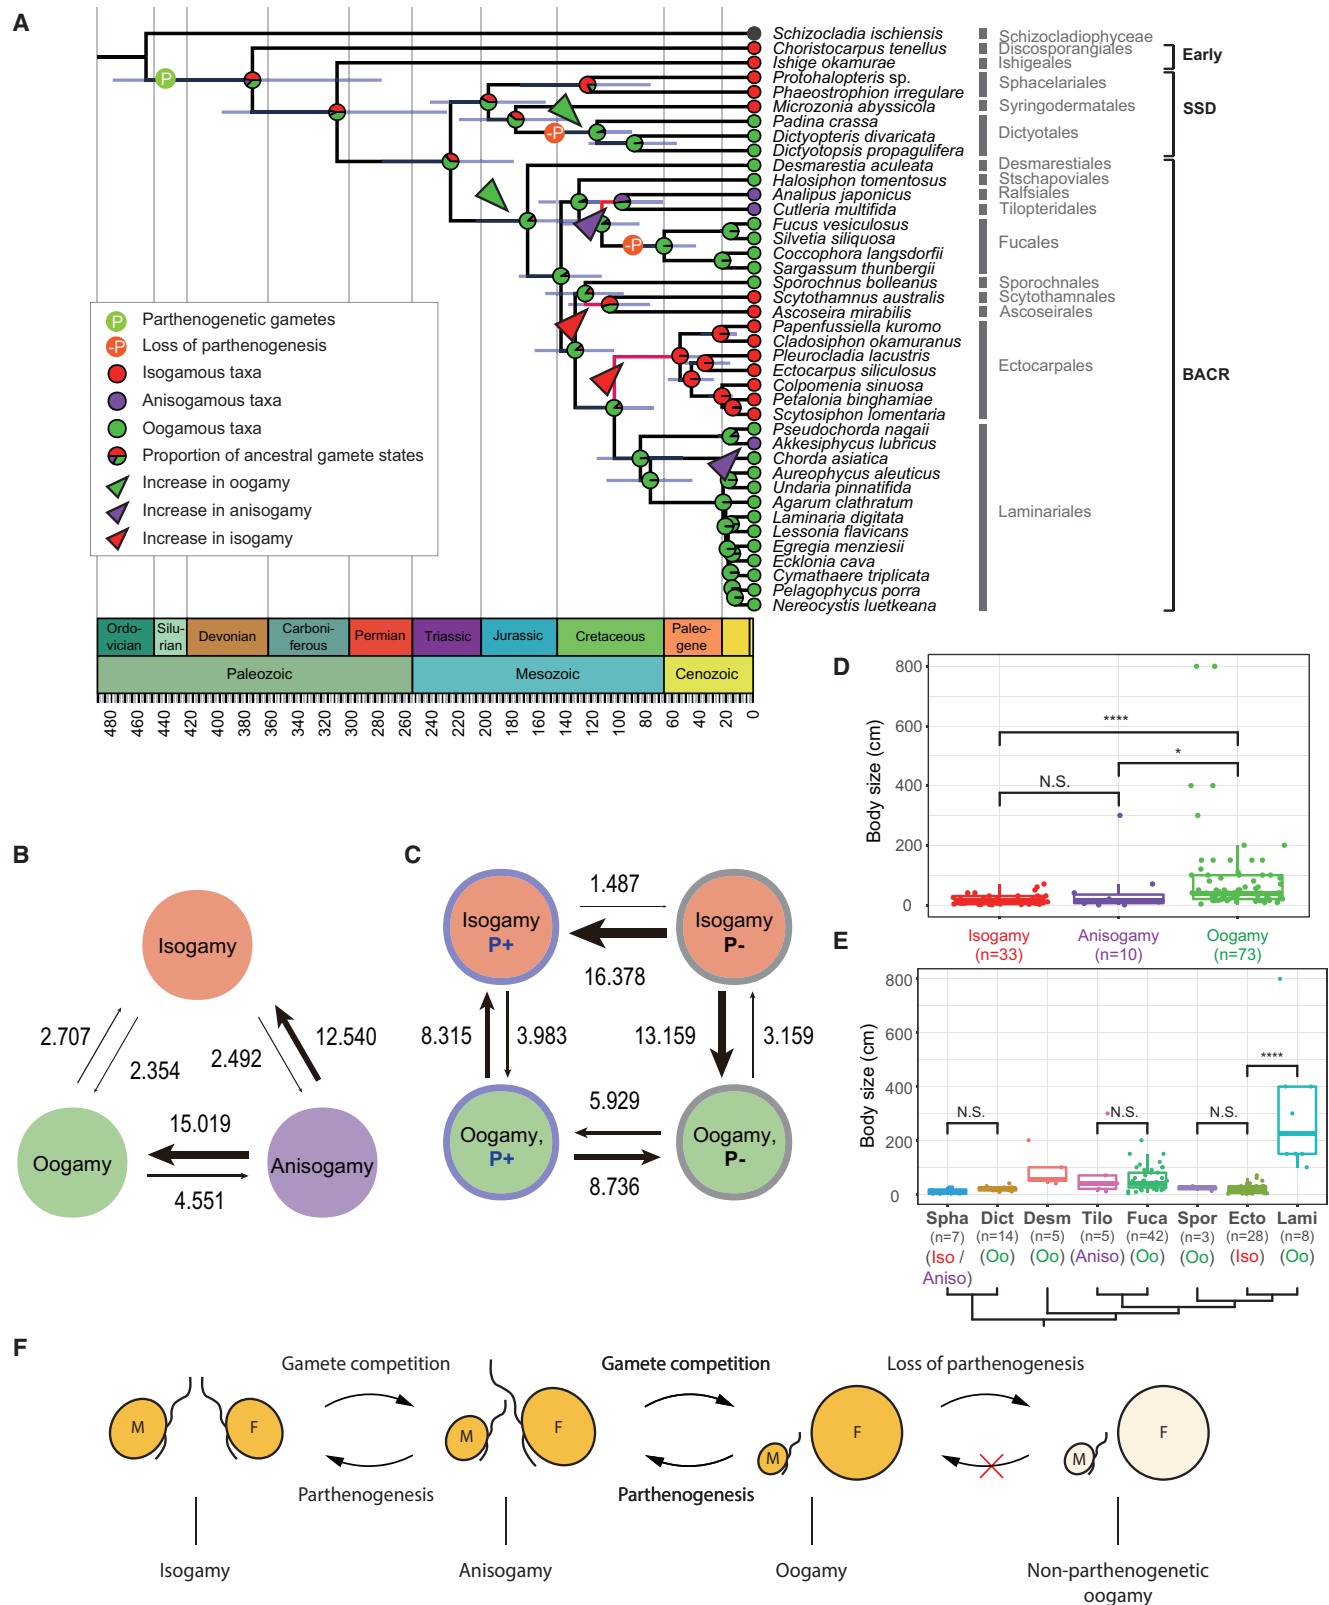 A
Schizocladia ischiensis
Choristocarpus tenellus
Ishige okamurae
Protohalopteris sp.
Phaeostrophion irregulare
Microzonia abyssicola
Padina crassa
Dictyopteris divaricata
Dictyotopsis propagulifera
Desmarestia aculeata
Halosiphon tomentosus
Analipus japonicus
Cutleria multifida
Fucus vesiculosus
Silvetia siliquosa
Coccophora langsdorfii
Sargassum thunbergii
Sporochnus bolleanus
Scytothamnus australis
Ascoseira mirabilis
Papenfussiella kuromo
Cladosiphon okamuranus
Pleurocladia lacustris
Ectocarpus siliculosus
Colpomenia sinuosa
Petalonia binghamiae
Scytosiphon lomentaria
Pseudochorda nagaii
Akkesiphycus lubricus
Chorda asiatica
Aureophycus aleuticus
Undaria pinnatifida
Agarum clathratum
Laminaria digitata
Lessonia flavicans
Egregia menziesii
Ecklonia cava
Cymathaere triplicata
Pelagophycus porra
Nereocystis luetkeana
Schizocladiophyceae
Discosporangiales
Ishigeales
Sphacelariales
Syringodermatales
Dictyotales
Desmarestiales
Stschapoviales
Ralfsiales
Tilopteridales
Fucales
Sporochnales
Scytothamnales
Ascoseirales
Ectocarpales
Laminariales
Early
SSD
BACR
P
-P
-P
P Parthenogenetic gametes
-P Loss of parthenogenesis
Isogamous taxa
Anisogamous taxa
Oogamous taxa
Proportion of ancestral gamete states
Increase in oogamy
Increase in anisogamy
Increase in isogamy
Ordo-
vician
Silu-
rian
Devonian
Carboni-
ferous
Permian
Triassic
Jurassic
Cretaceous
Paleo-
gene
Paleozoic
Mesozoic
Cenozoic
480 460 440 420 400 380 360 340 320 300 280 260 240 220 200 180 160 140 120 100 80 60 40 20 0
B
Isogamy
Oogamy
Anisogamy
2.707
2.354
2.492
12.540
15.019
4.551
C
Isogamy
P+
Isogamy
P-
Oogamy,
P+
Oogamy,
P-
1.487
16.378
8.315
3.983
13.159
3.159
5.929
8.736
D
Body size (cm)
800
600
400
200
0
****
*
N.S.
Isogamy
(n=33)
Anisogamy
(n=10)
Oogamy
(n=73)
E
Body size (cm)
800
600
400
200
0
N.S.
N.S.
N.S.
****
Spha
(n=7)
(Iso /
Aniso)
Dict
(n=14)
(Oo)
Desm
(n=5)
(Oo)
Tilo
(n=5)
(Aniso)
Fuca
(n=42)
(Oo)
Spor
(n=3)
(Oo)
Ecto
(n=28)
(Iso)
Lami
(n=8)
(Oo)
F
Gamete competition
Gamete competition
Loss of parthenogenesis
M F
M F
M F
M F
Parthenogenesis
Parthenogenesis
Isogamy
Anisogamy
Oogamy
Non-parthenogenetic
oogamy